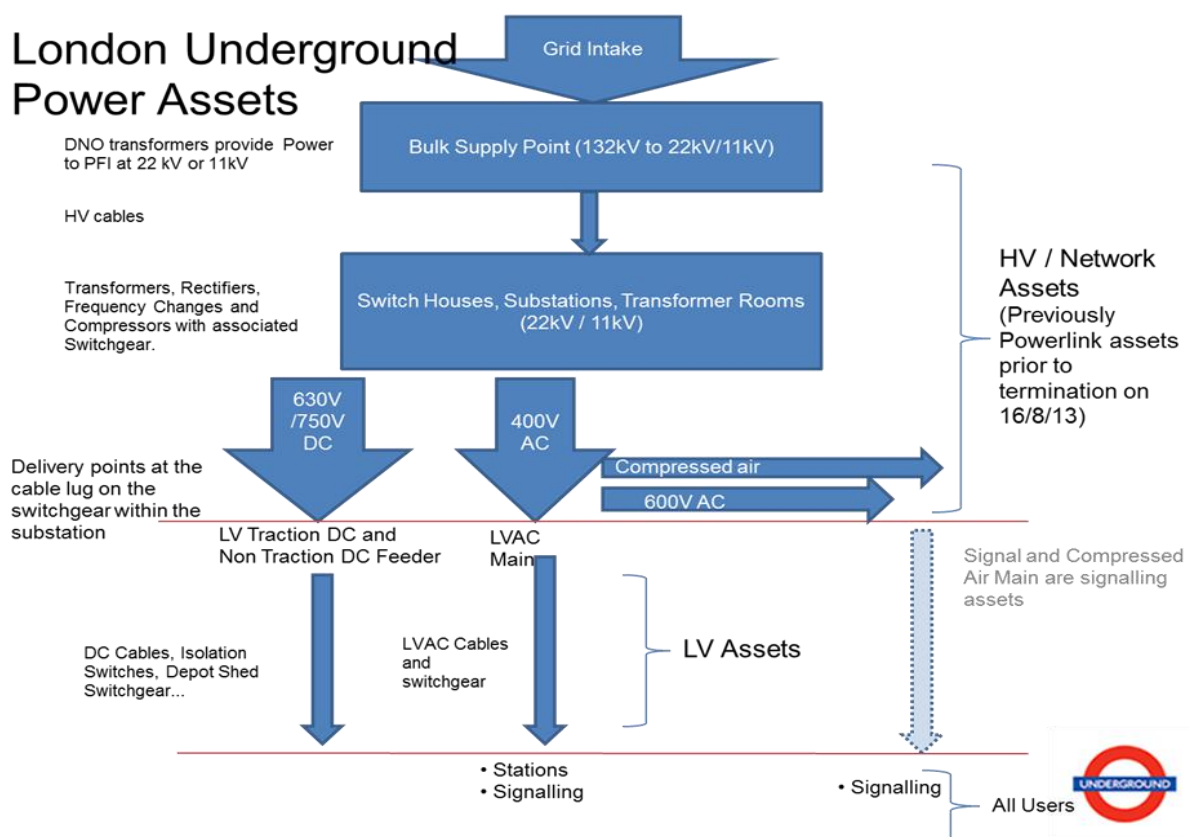 London Underground
Power Assets
Grid Intake
DNO transformers provide Power
to PFI at 22 kV or 11kV
Bulk Supply Point (132kV to 22kV/11kV)
HV cables
Transformers, Rectifiers,
Frequency Changes and
Compressors with associated
Switchgear.
Switch Houses, Substations, Transformer Rooms
(22kV / 11kV)
HV / Network
Assets
(Previously
Powerlink assets
prior to
termination on
16/8/13)
630V
/750V
DC
400V
AC
Compressed air
600V AC
Delivery points at the
cable lug on the
switchgear within the
substation
LV Traction DC and
Non Traction DC Feeder
LVAC
Main
Signal and Compressed
Air Main are signalling
assets
DC Cables, Isolation
Switches, Depot Shed
Switchgear...
LVAC Cables
and
switchgear
LV Assets
• Stations
• Signalling
• Signalling
All Users
UNDERGROUND